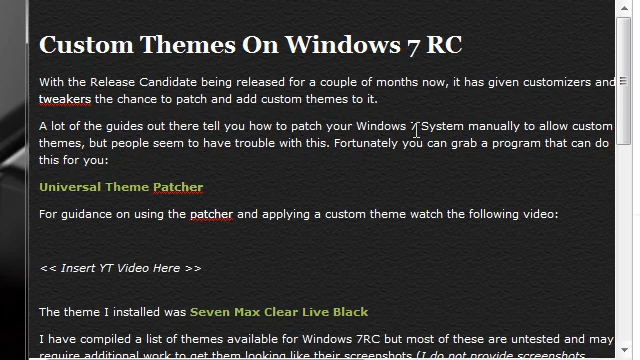 Custom Themes On Windows 7 RC
With the Release Candidate being released for a couple of months now, it has given customizers and
tweakers the chance to patch and add custom themes to it.
A lot of the guides out there tell you how to patch your Windows 7 System manually to allow custom
themes, but people seem to have trouble with this. Fortunately you can grab a program that can do
this for you:
Universal Theme Patcher
For guidance on using the patcher and applying a custom theme watch the following video:
<< Insert YT Video Here >>
The theme I installed was Seven Max Clear Live Black
I have compiled a list of themes available for Windows 7RC but most of these are untested and may
require additional work to get them looking like their screenshots (I do not provide screenshots